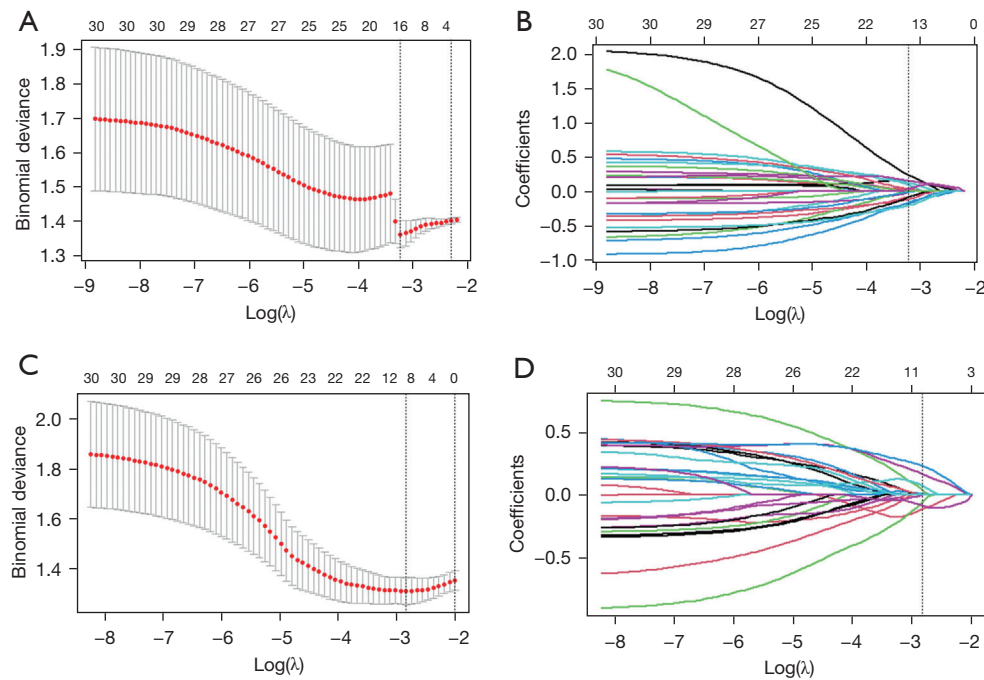 A
30 30 30 29 28 27 25 25 20 16 8 4
Binomial deviance
1.9
1.8
1.7
1.6
1.5
1.4
1.3
−9 −8 −7 −6 −5 −4 −3 −2
Log(λ)
B
30 30 29 27 25 22 13 0
Coefficients
2.0
1.5
1.0
0.5
0.0
−0.5
−1.0
−9 −8 −7 −6 −5 −4 −3 −2
Log(λ)
C
30 30 29 29 28 27 26 26 23 22 22 12 8 4 0
Binomial deviance
2.0
1.8
1.6
1.4
−8 −7 −6 −5 −4 −3 −2
Log(λ)
D
30 29 28 26 22 11 3
Coefficients
0.5
0.0
−0.5
−8 −7 −6 −5 −4 −3 −2
Log(λ)